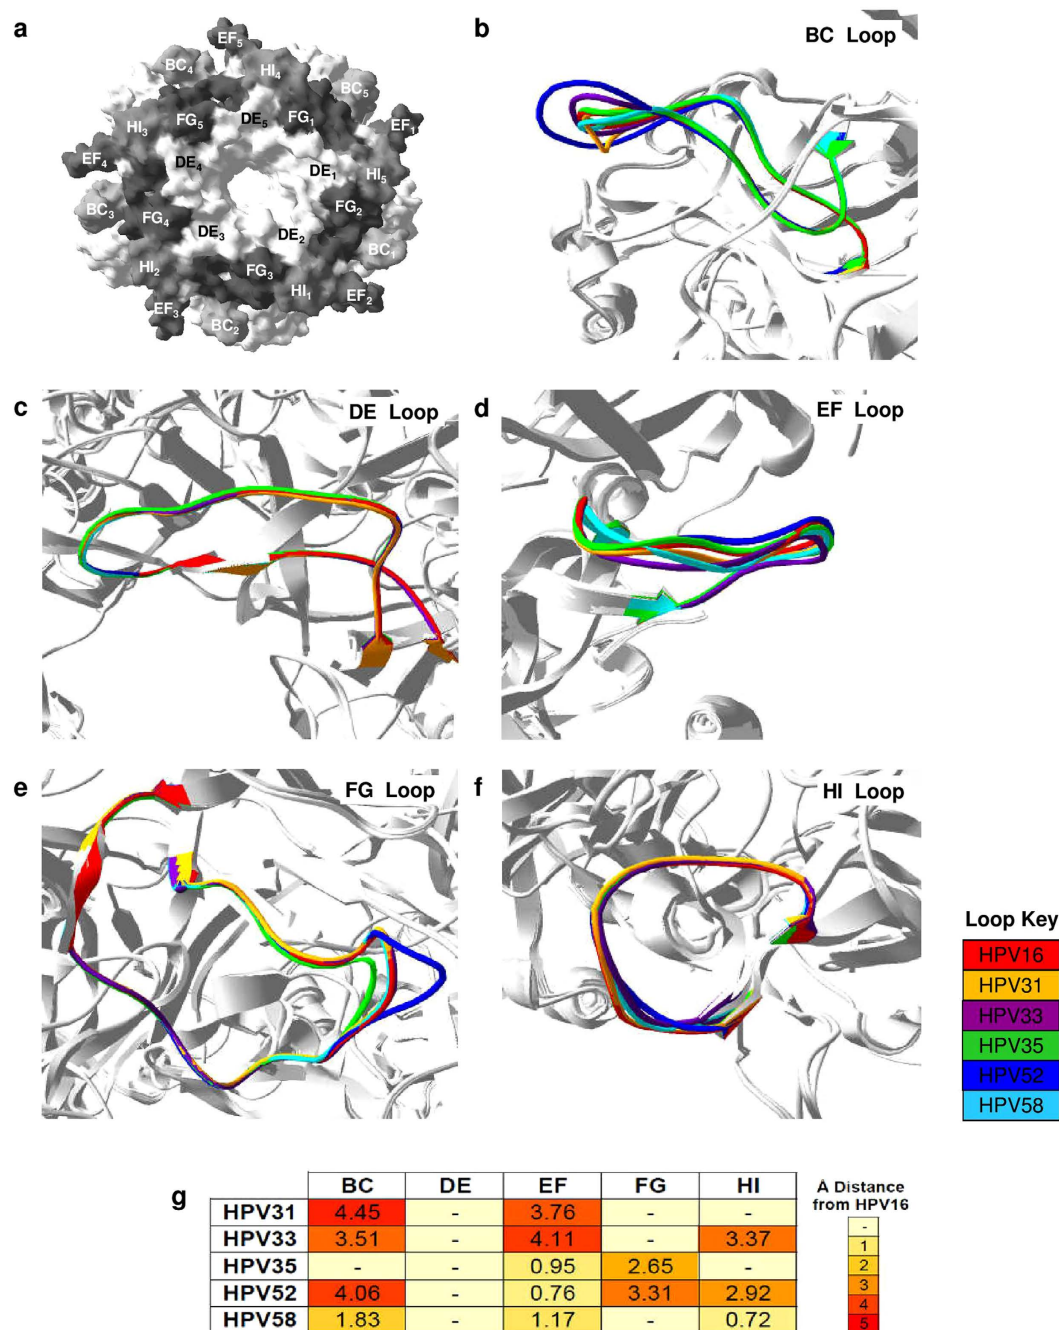 a
EF5
BC4
HI4
BC5
FG5
DE5
FG1
EF1
HI3
EF4
DE4
DE1
HI5
BC3
FG4
FG2
DE3
DE2
BC1
HI2
FG3
HI1
EF2
EF3
BC2
b
BC Loop
c
DE Loop
d
EF Loop
e
FG Loop
f
HI Loop
Loop Key
HPV16
HPV31
HPV33
HPV35
HPV52
HPV58
g
BC DE EF FG HI
HPV31 4.45 - 3.76 - -
HPV33 3.51 - 4.11 - 3.37
HPV35 - - 0.95 2.65 -
HPV52 4.06 - 0.76 3.31 2.92
HPV58 1.83 - 1.17 - 0.72
Å Distance
from HPV16
-
1
2
3
4
5